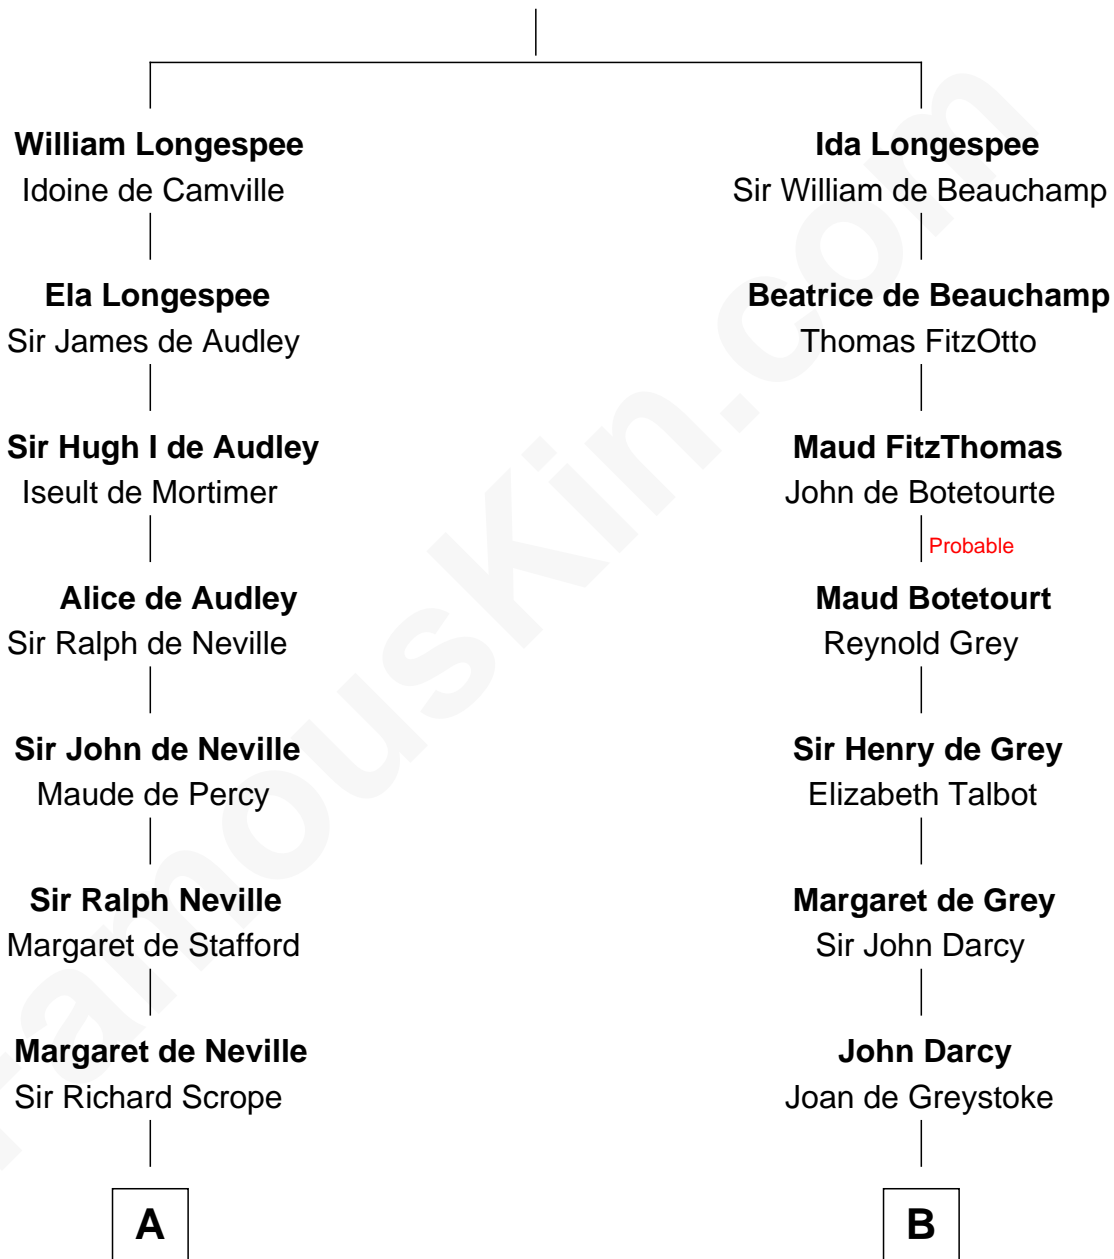 William Longespee
Idoine de Camville
Ela Longespee
Sir James de Audley
Sir Hugh I de Audley
Iseult de Mortimer
Alice de Audley
Sir Ralph de Neville
Sir John de Neville
Maude de Percy
Sir Ralph Neville
Margaret de Stafford
Margaret de Neville
Sir Richard Scrope
A
Ida Longespee
Sir William de Beauchamp
Beatrice de Beauchamp
Thomas FitzOtto
Maud FitzThomas
John de Botetourte
Probable
Maud Botetourt
Reynold Grey
Sir Henry de Grey
Elizabeth Talbot
Margaret de Grey
Sir John Darcy
John Darcy
Joan de Greystoke
B
FamousKin.com